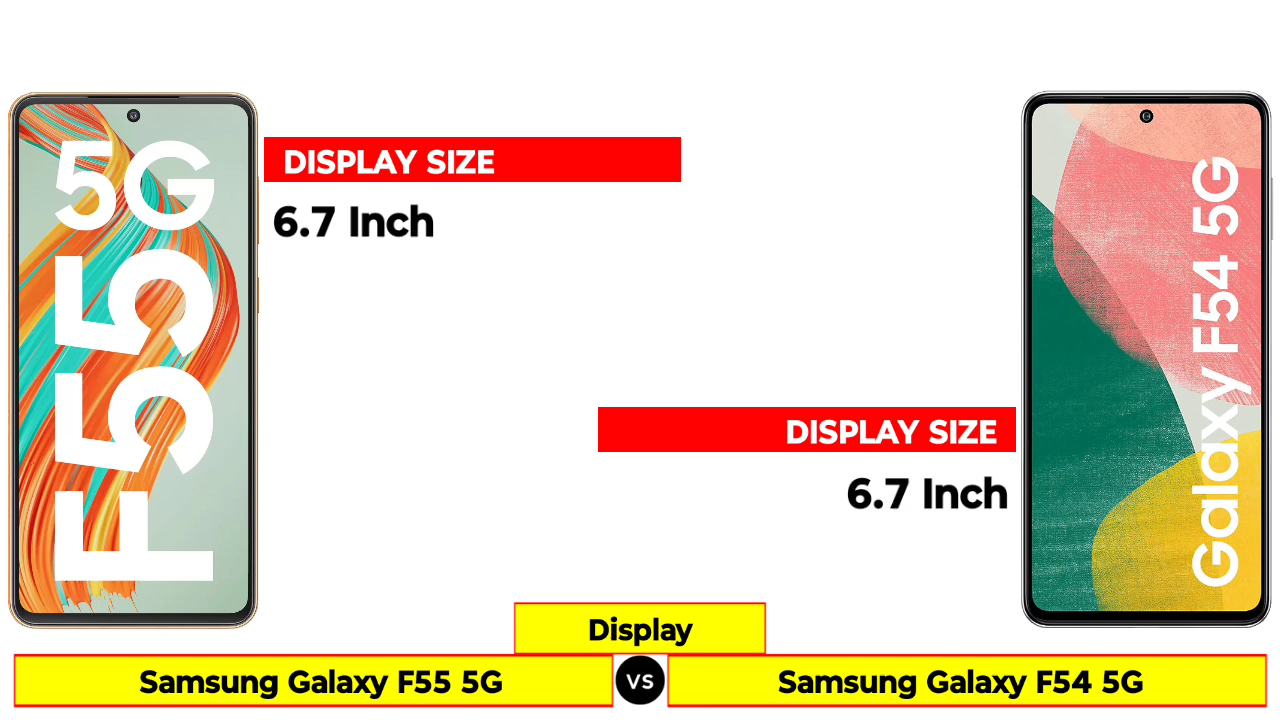 5G
F55
DISPLAY SIZE
6.7 Inch
Galaxy F54 5G
DISPLAY SIZE
6.7 Inch
Display
Samsung Galaxy F55 5G
VS
Samsung Galaxy F54 5G